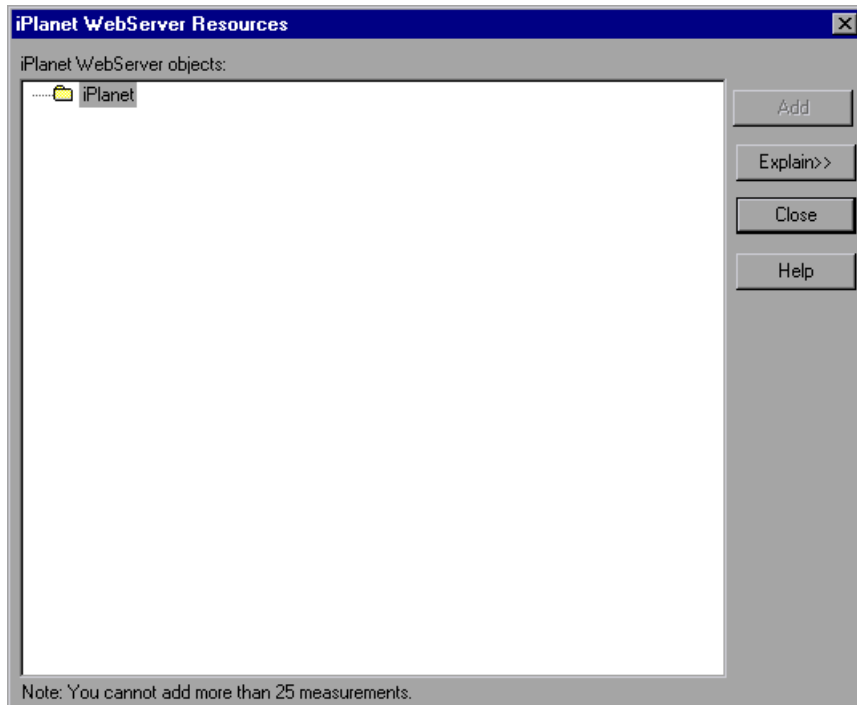 iPlanet WebServer Resources
iPlanet WebServer objects:
iPlanet
Add
Explain>>
Close
Help
Note: You cannot add more than 25 measurements.